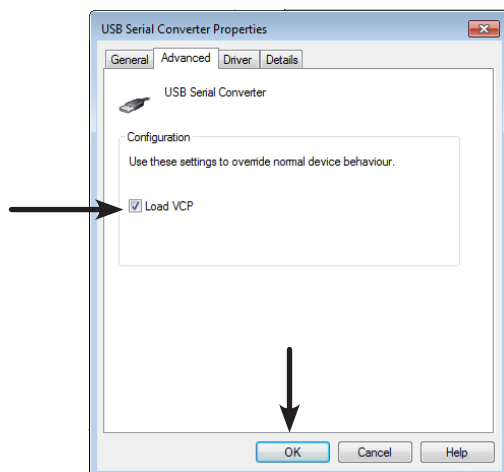 USB Serial Converter Properties
General Advanced Driver Details
USB Serial Converter
Configuration
Use these settings to override normal device behaviour.
Load VCP
OK Cancel Help